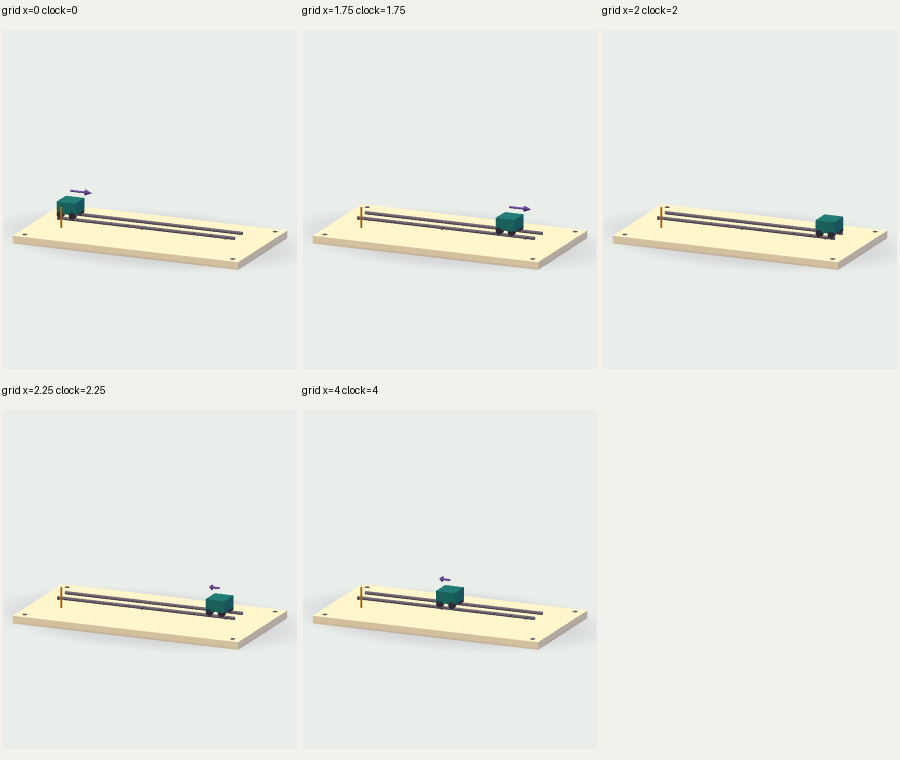 grid x=0 clock=0
grid x=1.75 clock=1.75
grid x=2 clock=2
grid x=2.25 clock=2.25
grid x=4 clock=4